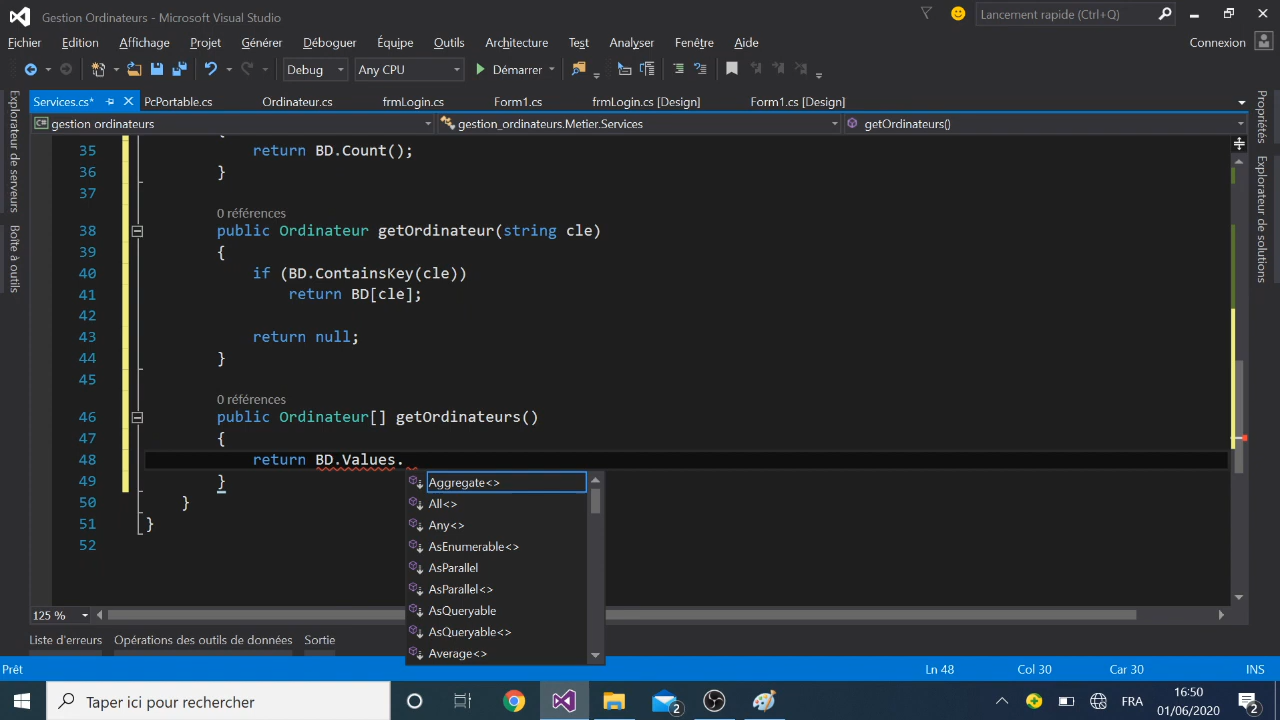 Gestion Ordinateurs - Microsoft Visual Studio
Lancement rapide (Ctrl+Q)
Fichier Edition Affichage Projet Générer Déboguer Équipe Outils Architecture Test Analyser Fenêtre Aide
Connexion
Debug Any CPU Démarrer
Services.cs* PcPortable.cs Ordinateur.cs frmLogin.cs Form1.cs frmLogin.cs [Design] Form1.cs [Design]
gestion ordinateurs gestion_ordinateurs.Metier.Services getOrdinateurs()
Explorateur de serveurs
Boîte à outils
Propriétés
Explorateur de solutions
{
35 return BD.Count();
36 }
37
0 références
38 public Ordinateur getOrdinateur(string cle)
39 {
40 if (BD.ContainsKey(cle))
41 return BD[cle];
42
43 return null;
44 }
45
0 références
46 public Ordinateur[] getOrdinateurs()
47 {
48 return BD.Values.
49 }
50 }
51 }
52
Aggregate<>
All<>
Any<>
AsEnumerable<>
AsParallel
AsParallel<>
AsQueryable
AsQueryable<>
Average<>
125 %
Liste d'erreurs Opérations des outils de données Sortie
Prêt Ln 48 Col 30 Car 30 INS
Taper ici pour rechercher
2
FRA
16:50
01/06/2020
2